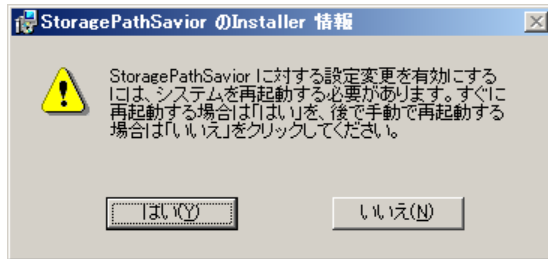 StoragePathSavior のInstaller 情報
StoragePathSavior に対する設定変更を有効にする
には、システムを再起動する必要があります。すぐに
再起動する場合は「はい」を、後で手動で再起動する
場合は「いいえ」をクリックしてください。
はい(Y)
いいえ(N)